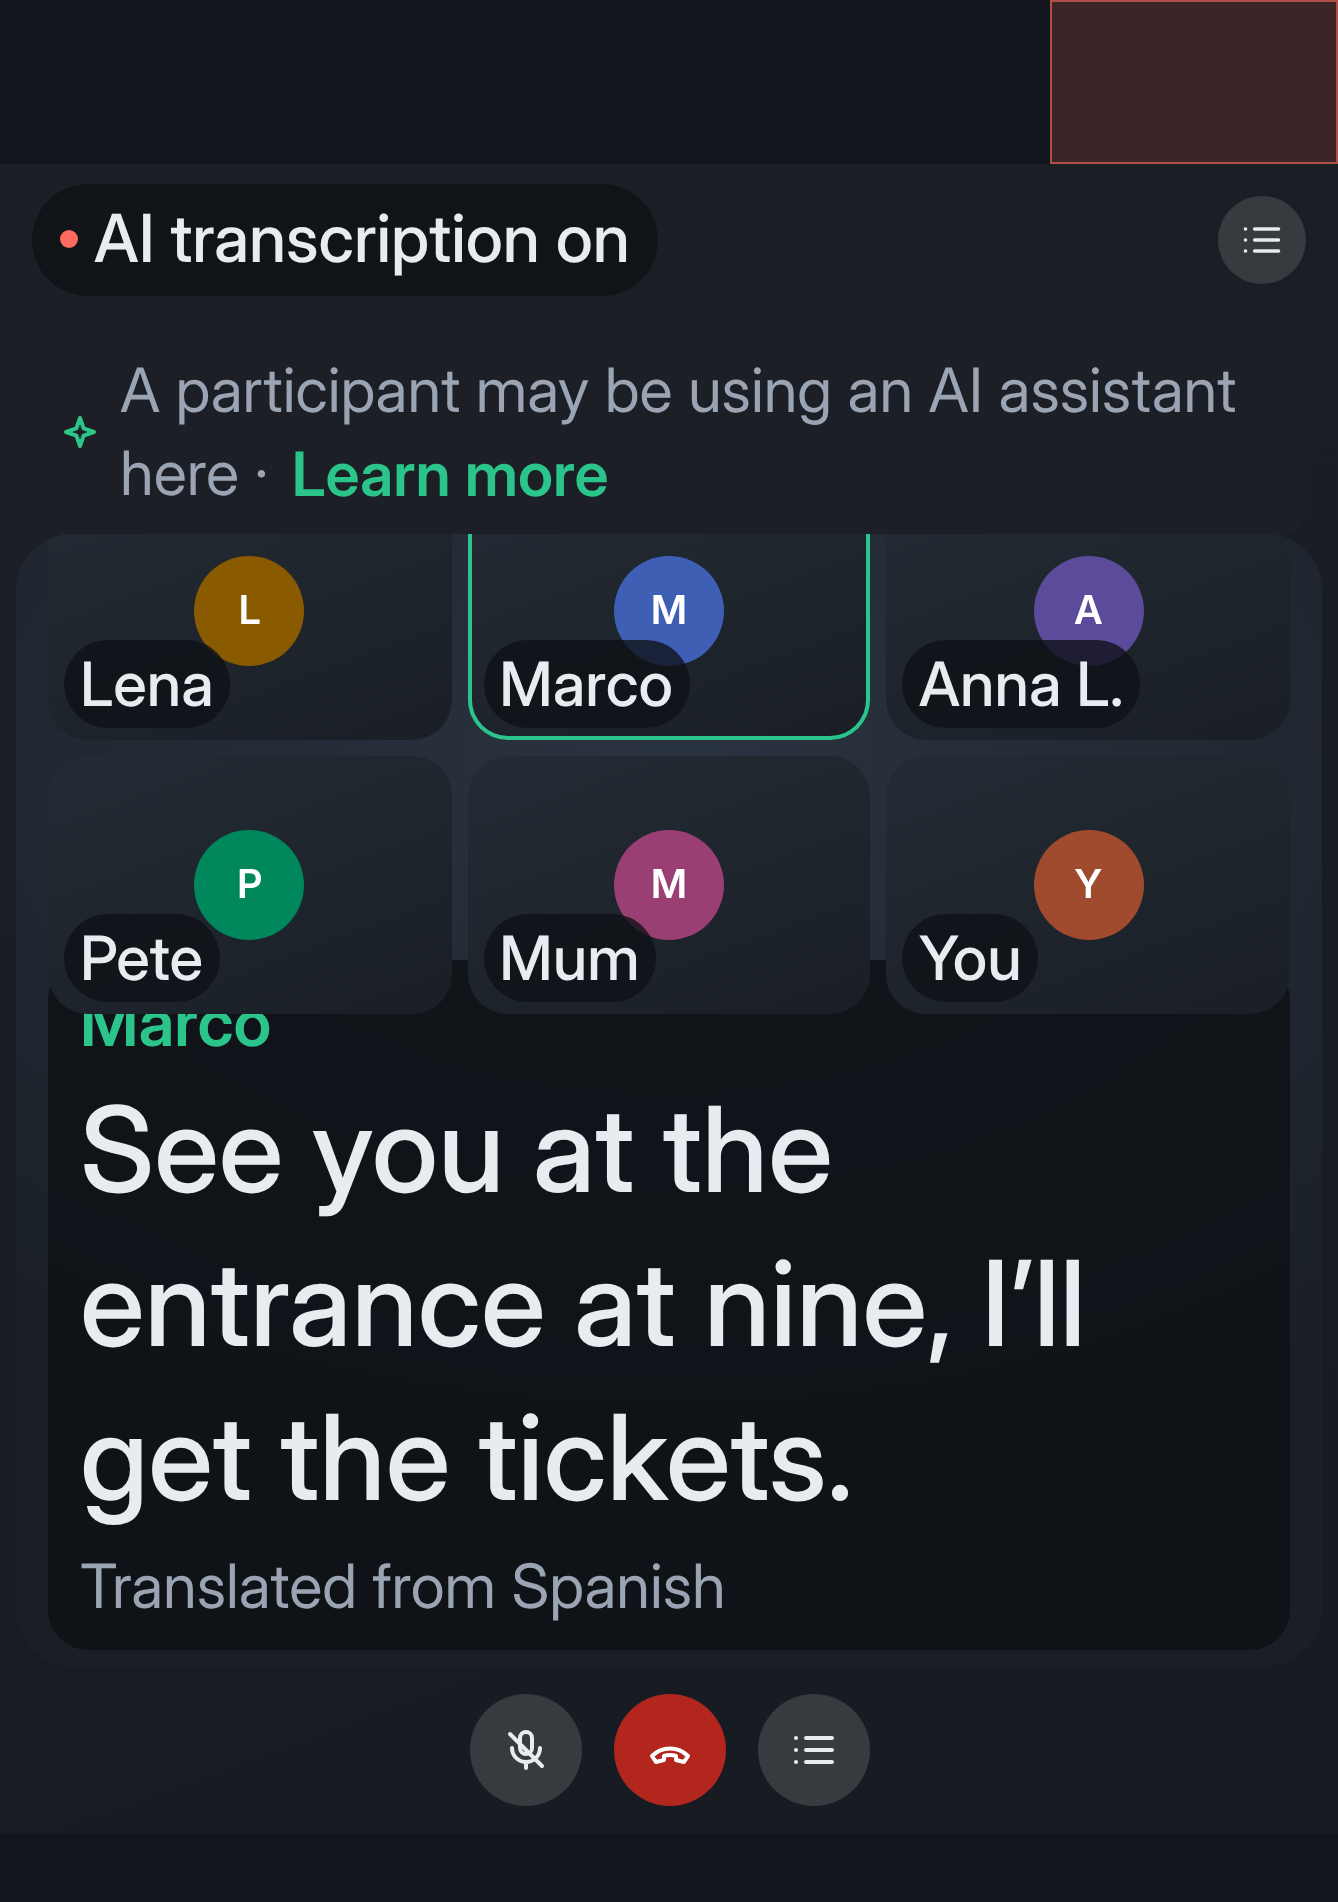 AI transcription on
A participant may be using an AI assistant
here · Learn more
L
M
A
Lena
Marco
Anna L.
P
M
Y
Pete
Mum
You
Marco
See you at the
entrance at nine, I’ll
get the tickets.
Translated from Spanish